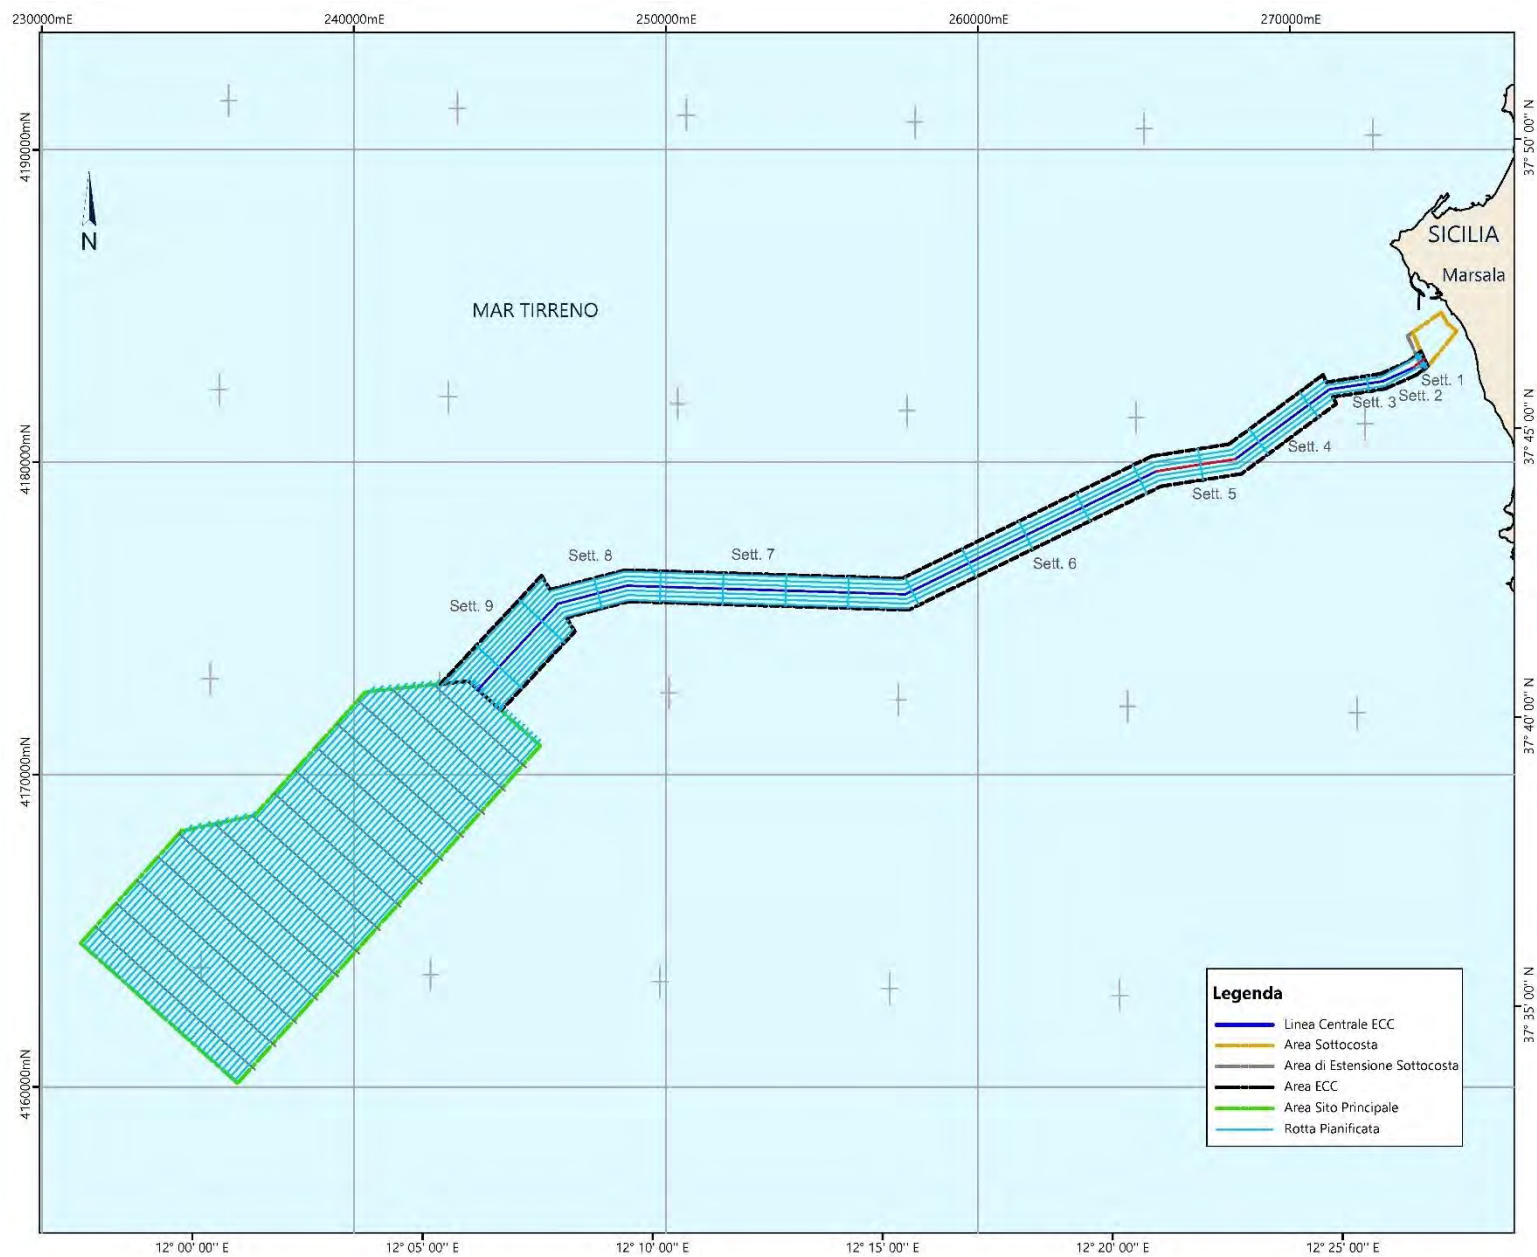 230000mE
240000mE
250000mE
260000mE
270000mE
4190000mN
4180000mN
4170000mN
4160000mN
37° 50' 00'' N
37° 45' 00'' N
37° 40' 00'' N
37° 35' 00'' N
N
MAR TIRRENO
SICILIA
Marsala
Sett. 1
Sett. 2
Sett. 3
Sett. 4
Sett. 5
Sett. 6
Sett. 7
Sett. 8
Sett. 9
Legenda
Linea Centrale ECC
Area Sottocosta
Area di Estensione Sottocosta
Area ECC
Area Sito Principale
Rotta Pianificata
12° 00' 00'' E
12° 05' 00'' E
12° 10' 00'' E
12° 15' 00'' E
12° 20' 00'' E
12° 25' 00'' E